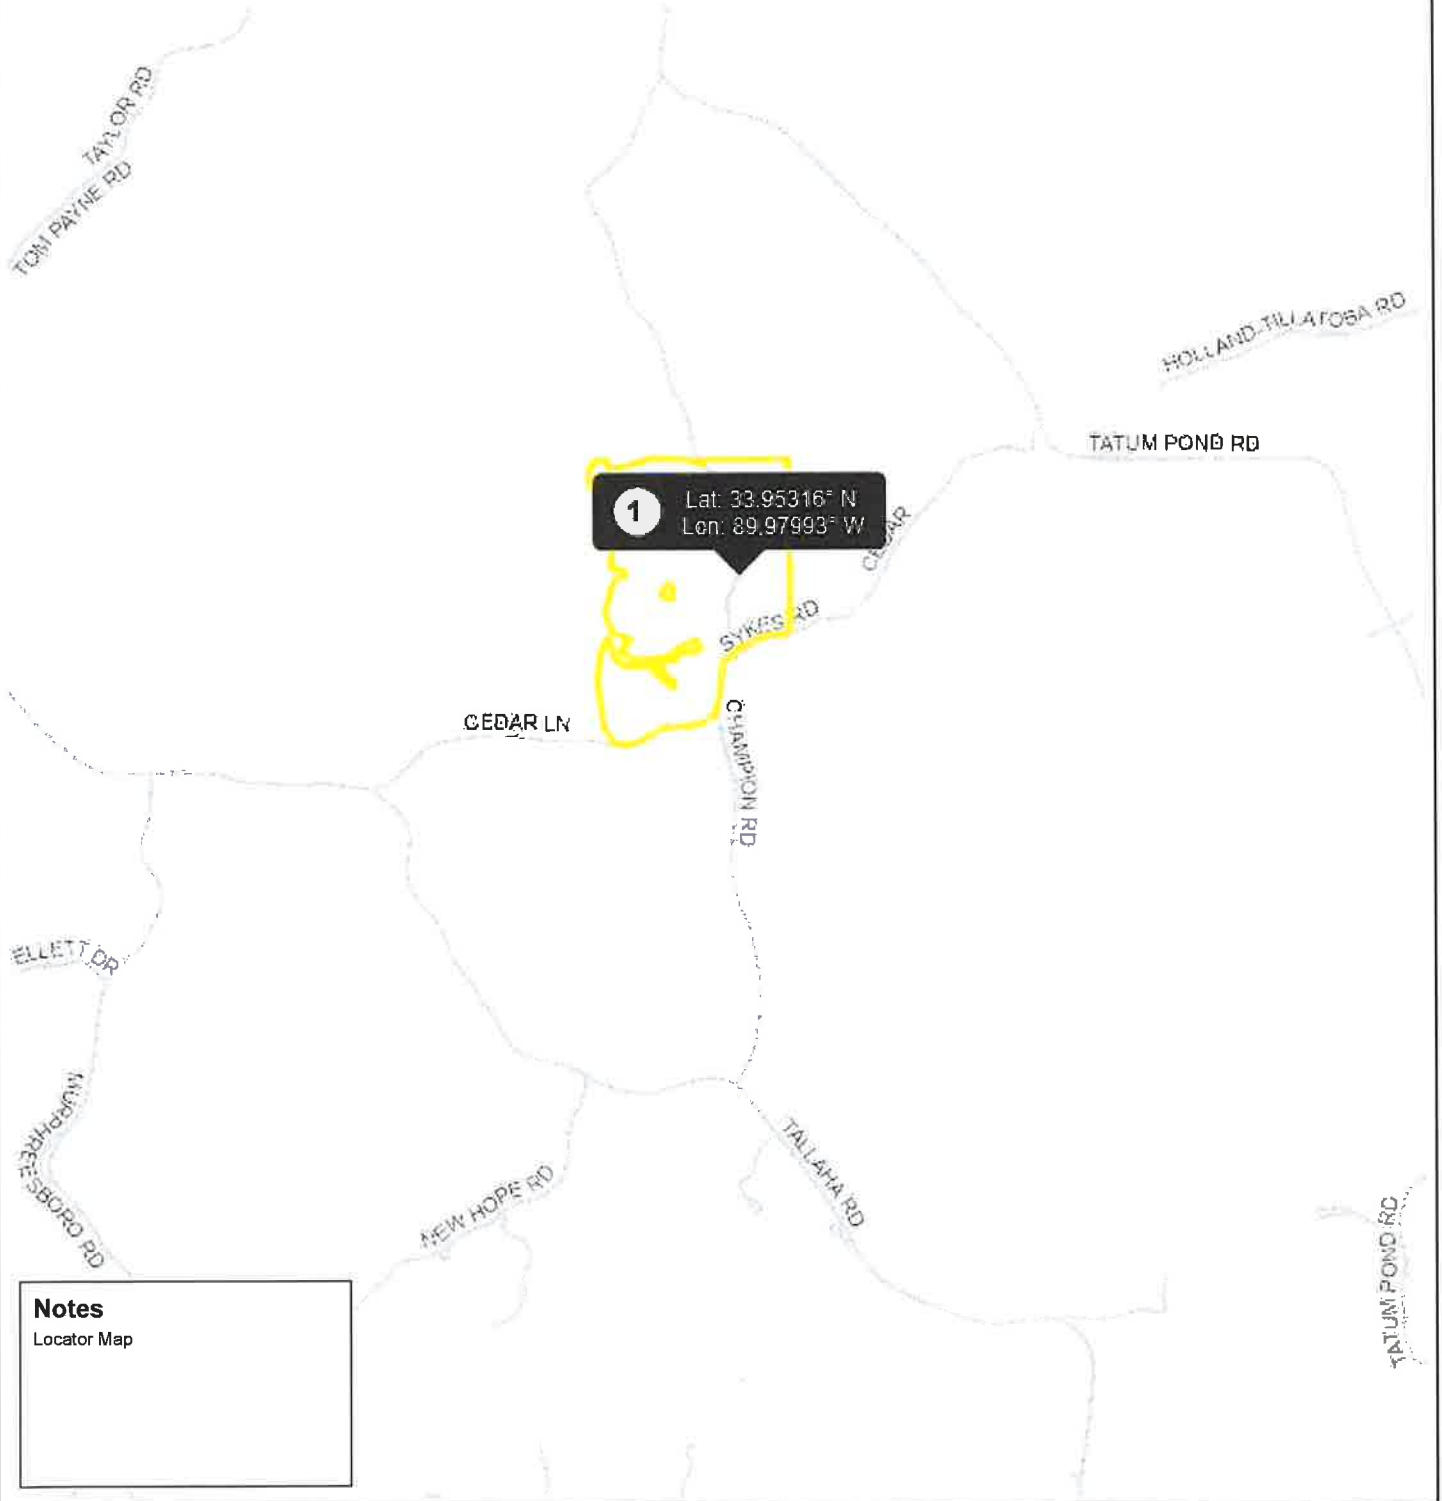 TAYLOR RD
TOM PAYNE RD
HOLLAND-TILLATOBA RD
TATUM POND RD
1
Lat: 33.95316° N
Lon: 89.97993° W
CEDAR
SYKES RD
CEDAR LN
CHAMPION RD
ELLETT DR
MURPHREESBORO RD
NEW HOPE RD
TALLAHA RD
TATUM POND RD
Notes
Locator Map